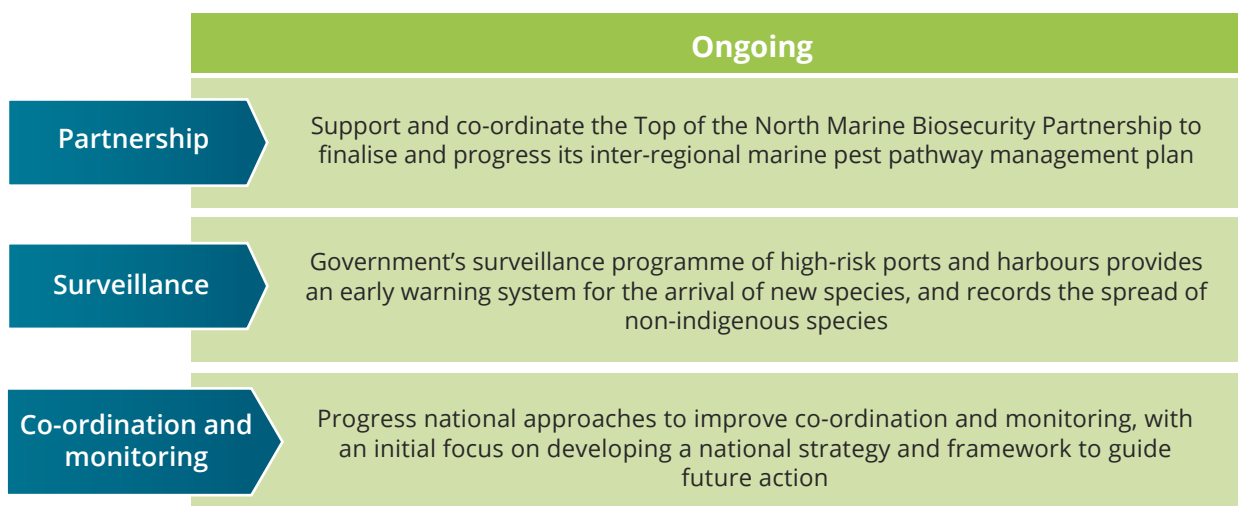 Ongoing
Partnership
Support and co-ordinate the Top of the North Marine Biosecurity Partnership to
finalise and progress its inter-regional marine pest pathway management plan
Surveillance
Government’s surveillance programme of high-risk ports and harbours provides
an early warning system for the arrival of new species, and records the spread of
non-indigenous species
Co-ordination and
monitoring
Progress national approaches to improve co-ordination and monitoring, with
an initial focus on developing a national strategy and framework to guide
future action